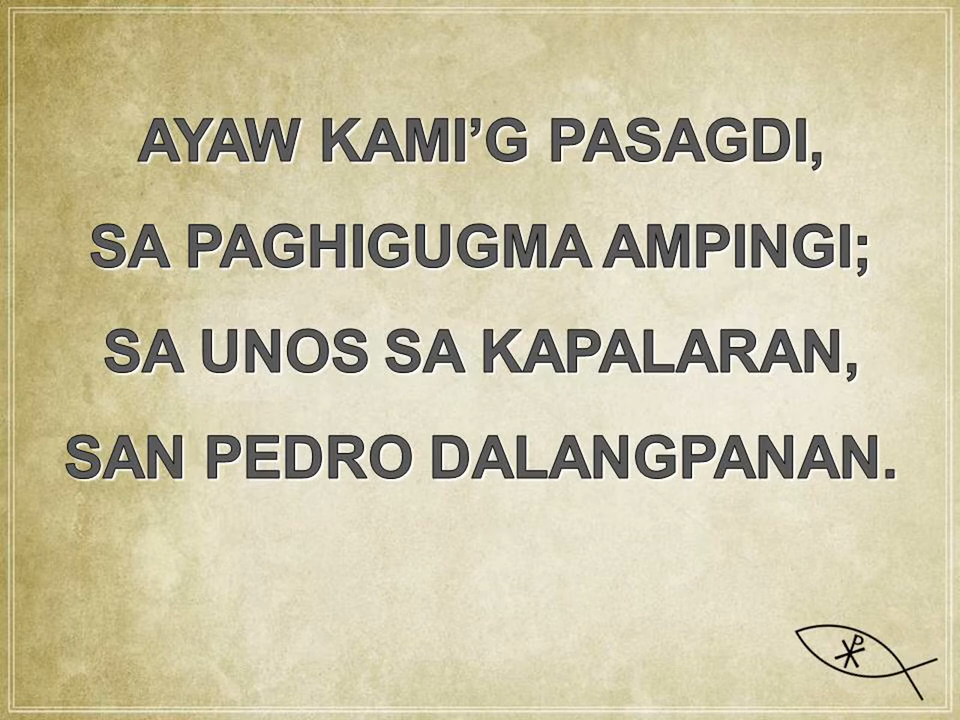 AYAW KAMI’G PASAGDI,
SA PAGHIGUGMA AMPINGI;
SA UNOS SA KAPALARAN,
SAN PEDRO DALANGPANAN.